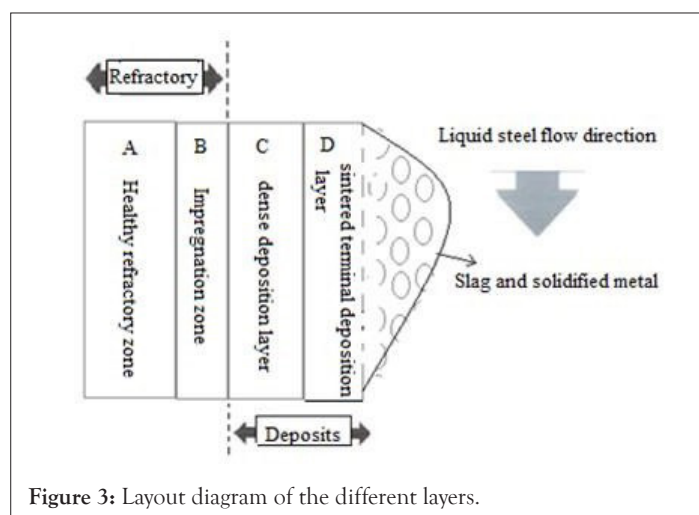 Refractory
A
Healthy refractory zone
B
Impregnation zone
C
dense deposition layer
D
sintered terminal deposition
layer
Liquid steel flow direction
Slag and solidified metal
Deposits
Figure 3: Layout diagram of the different layers.